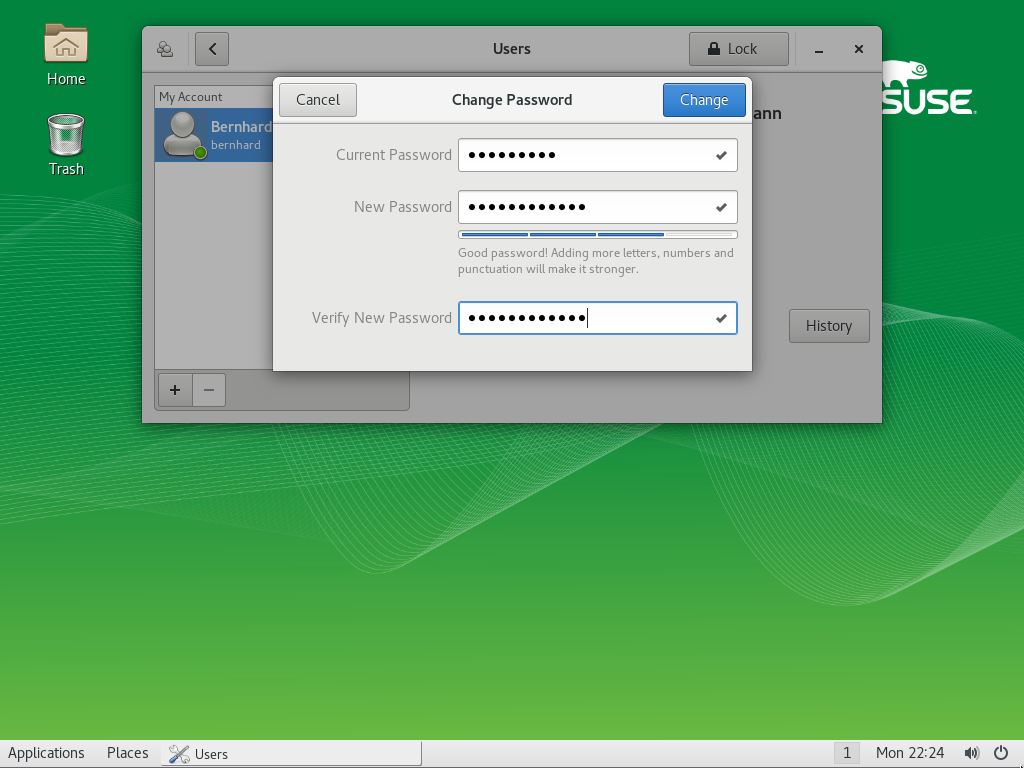 Home
Trash
Users
Lock
SUSE
My Account
Bernhard
bernhard
ann
Cancel
Change Password
Change
Current Password
●●●●●●●●●
New Password
●●●●●●●●●●●●
Good password! Adding more letters, numbers and
punctuation will make it stronger.
Verify New Password
●●●●●●●●●●●●
History
+
−
Applications
Places
Users
1
Mon 22:24